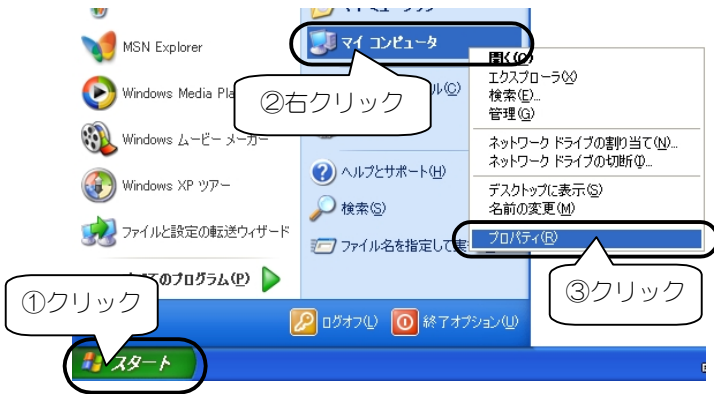 MSN Explorer
Windows Media Pla
Windows ムービー メーカー
Windows XP ツアー
ファイルと設定の転送ウィザード
のプログラム(P)
マイ コンピュータ
②右クリック
ル(C)
ヘルプとサポート(H)
検索(S)
ファイル名を指定して実
開く(O)
エクスプローラ(X)
検索(E)...
管理(G)
ネットワーク ドライブの割り当て(N)...
ネットワーク ドライブの切断(I)...
デスクトップに表示(S)
名前の変更(M)
プロパティ(R)
③クリック
①クリック
ログオフ(L)
終了オプション(U)
スタート